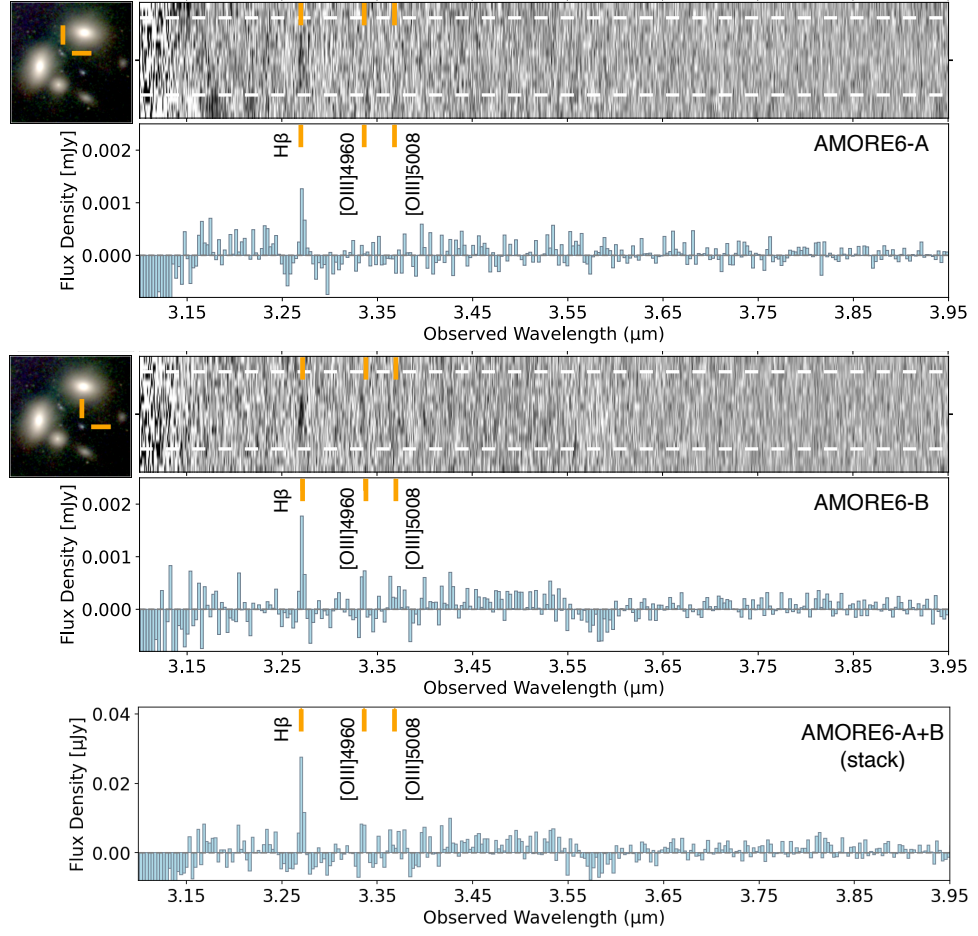 Flux Density [mJy]
0.002
0.001
0.000
Hβ
[OIII]4960
[OIII]5008
AMORE6-A
3.15 3.25 3.35 3.45 3.55 3.65 3.75 3.85 3.95
Observed Wavelength (μm)
Flux Density [mJy]
0.002
0.001
0.000
Hβ
[OIII]4960
[OIII]5008
AMORE6-B
3.15 3.25 3.35 3.45 3.55 3.65 3.75 3.85 3.95
Observed Wavelength (μm)
Flux Density [μJy]
0.04
0.02
0.00
Hβ
[OIII]4960
[OIII]5008
AMORE6-A+B
(stack)
3.15 3.25 3.35 3.45 3.55 3.65 3.75 3.85 3.95
Observed Wavelength (μm)